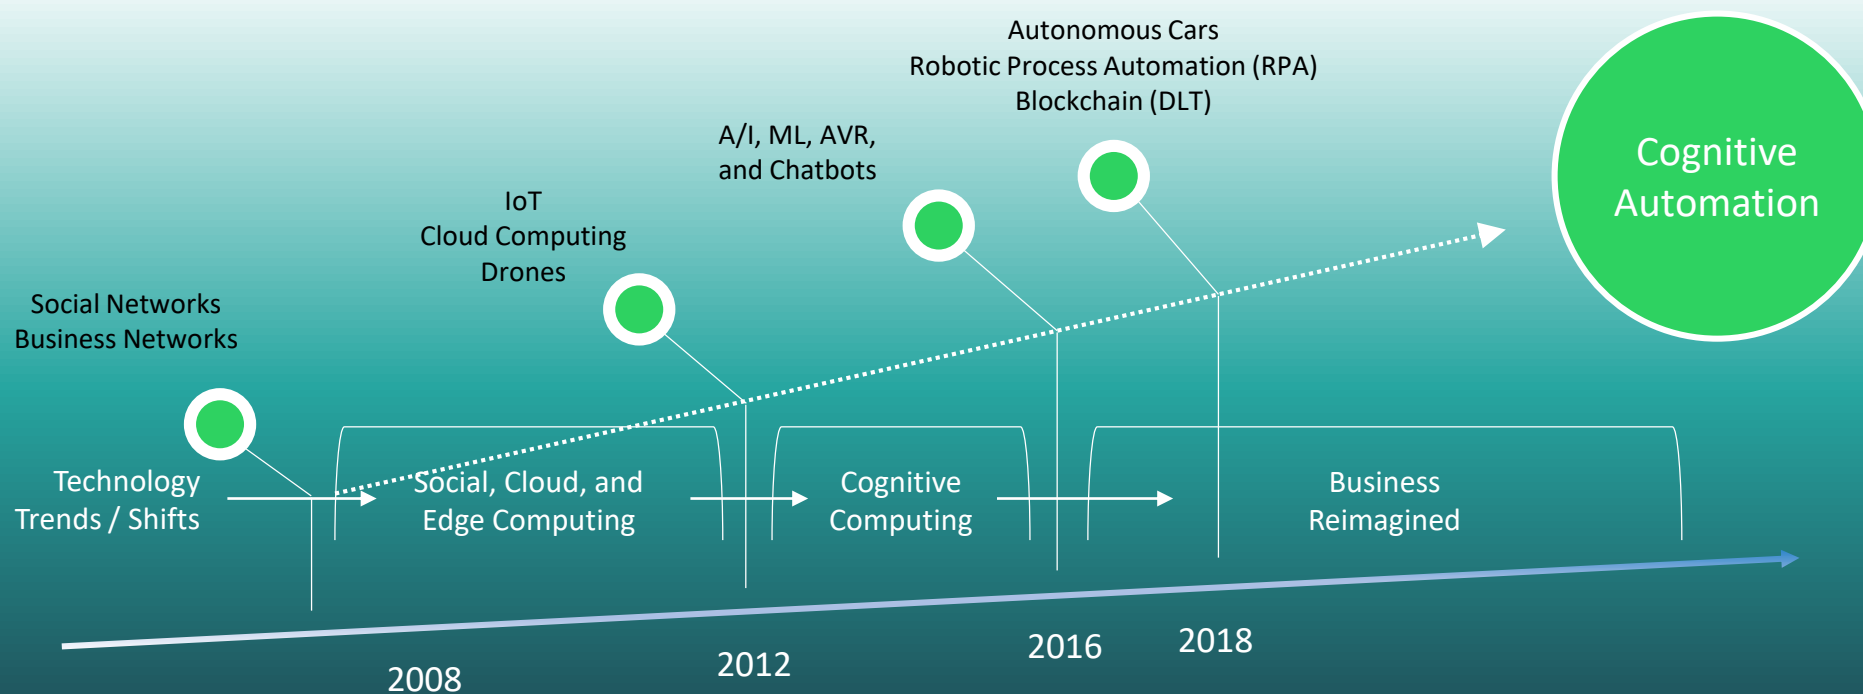 Autonomous Cars
Robotic Process Automation (RPA)
Blockchain (DLT)
A/I, ML, AVR,
and Chatbots
IoT
Cloud Computing
Drones
Social Networks
Business Networks
Cognitive
Automation
Technology
Trends / Shifts
Social, Cloud, and
Edge Computing
Cognitive
Computing
Business
Reimagined
2008
2012
2016
2018